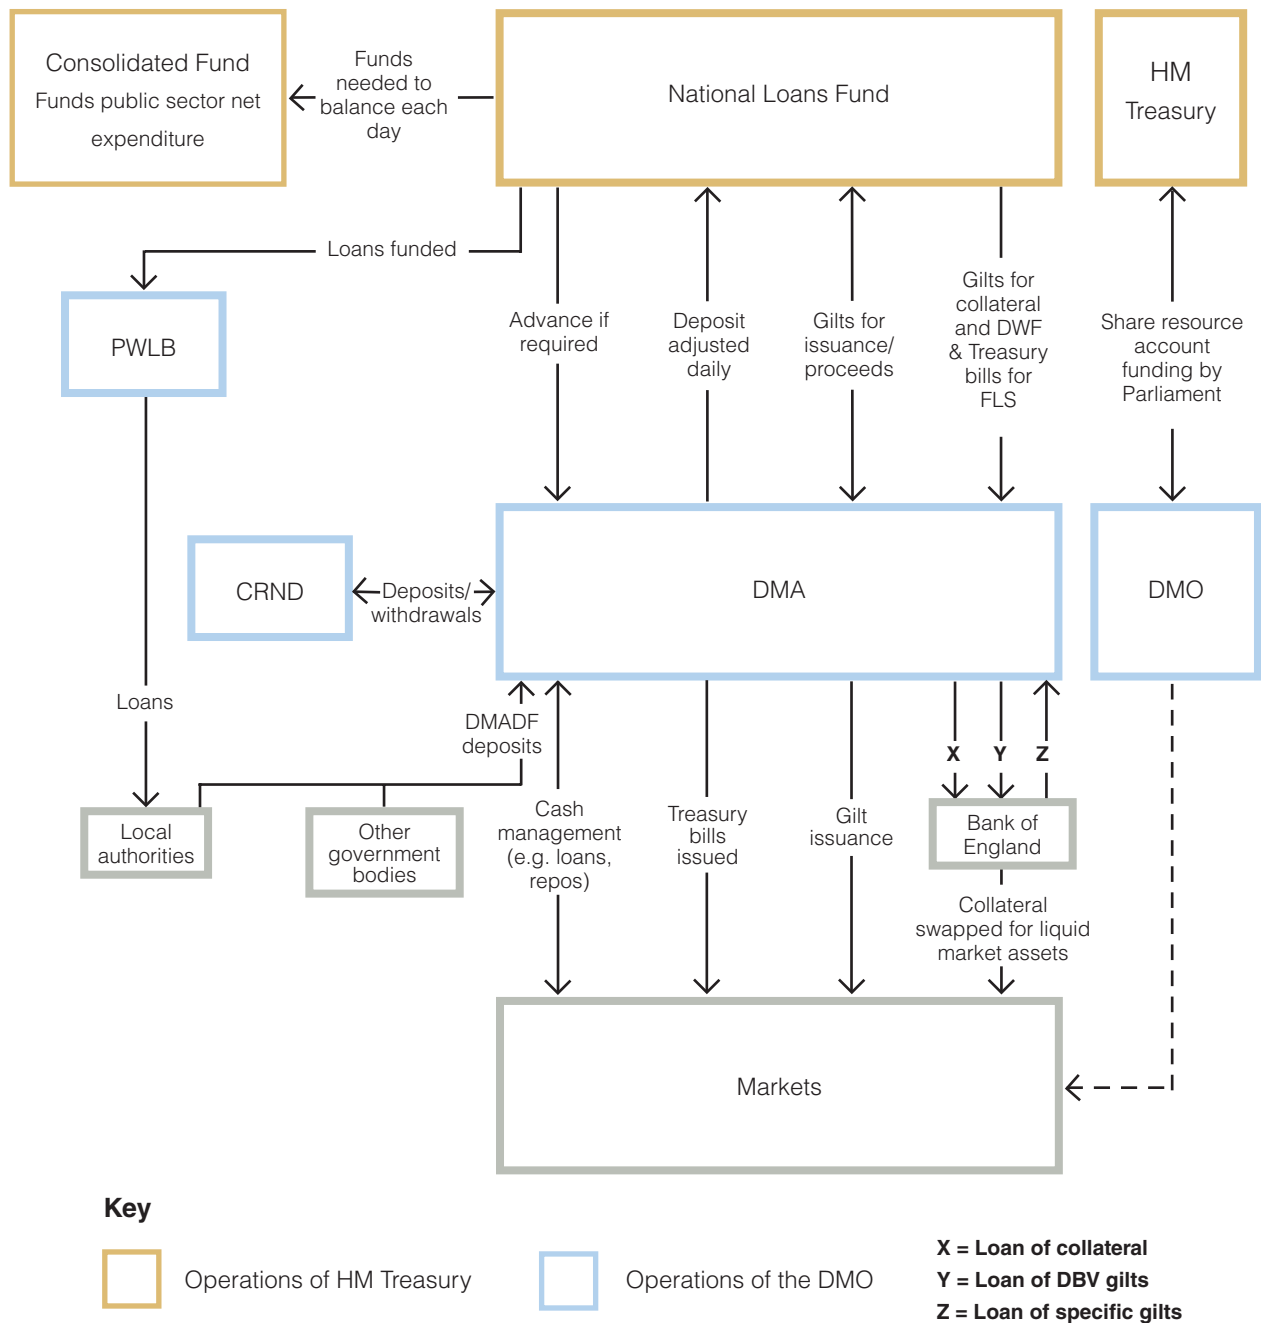 Consolidated Fund
Funds public sector net
expenditure
Funds
needed to
balance each
day
National Loans Fund
HM
Treasury
Loans funded
PWLB
Advance if
required
Deposit
adjusted
daily
Gilts for
issuance/
proceeds
Gilts for
collateral
and DWF
& Treasury
bills for
FLS
Share resource
account
funding by
Parliament
CRND
Deposits/
withdrawals
DMA
DMO
Loans
DMADF
deposits
X
Y
Z
Local
authorities
Other
government
bodies
Cash
management
(e.g. loans,
repos)
Treasury
bills
issued
Gilt
issuance
Bank of
England
Collateral
swapped for liquid
market assets
Markets
Key
Operations of HM Treasury
Operations of the DMO
X = Loan of collateral
Y = Loan of DBV gilts
Z = Loan of specific gilts